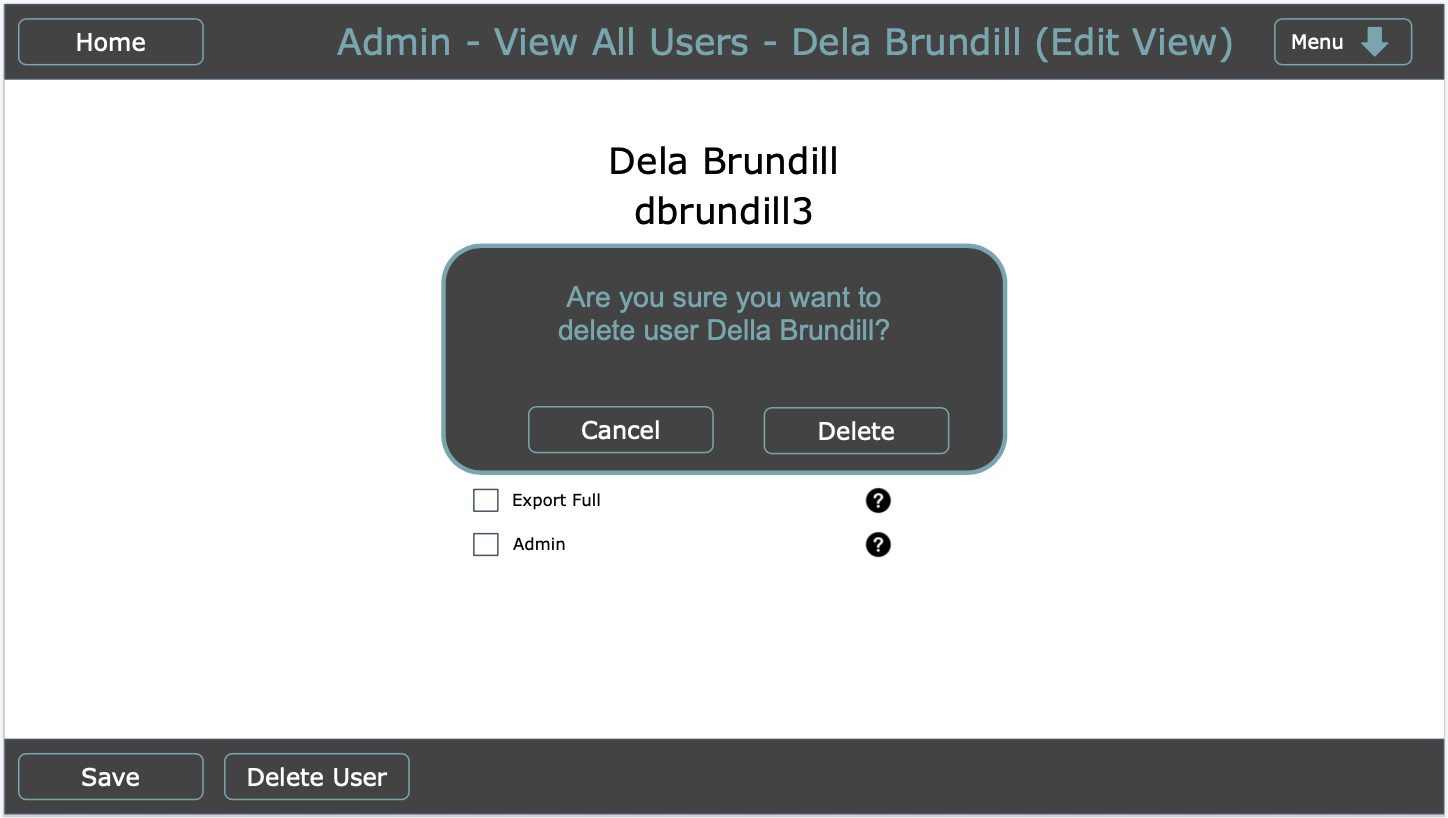 Home
Admin - View All Users - Dela Brundill (Edit View)
Menu
Dela Brundill
dbrundill3
Are you sure you want to
delete user Della Brundill?
Cancel
Delete
Export Full
?
Admin
?
Save
Delete User